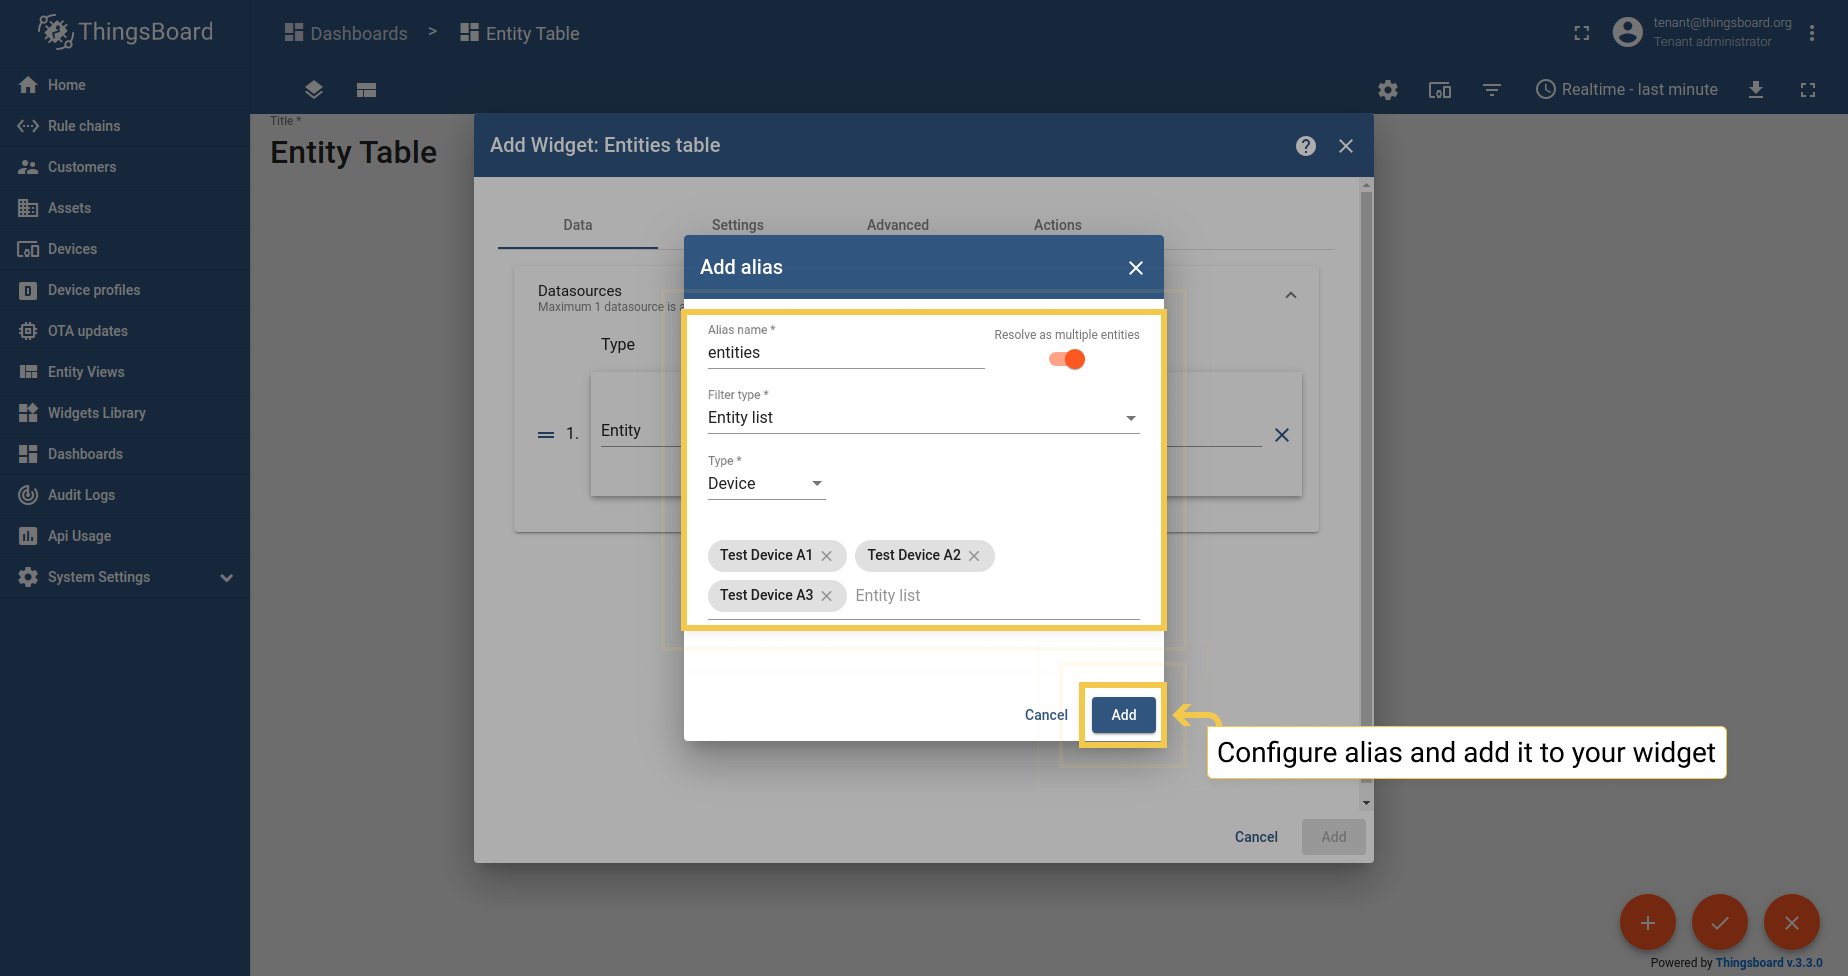 ThingsBoard
Dashboards > Entity Table
tenant@thingsboard.org
Tenant administrator
Realtime - last minute
Home
Rule chains
Customers
Assets
Devices
Device profiles
OTA updates
Entity Views
Widgets Library
Dashboards
Audit Logs
Api Usage
System Settings
Title *
Entity Table
Add Widget: Entities table
Data Settings Advanced Actions
Datasources
Maximum 1 datasource is a
Type
1. Entity
Add alias
Alias name *
entities
Resolve as multiple entities
Filter type *
Entity list
Type *
Device
Test Device A1 Test Device A2
Test Device A3 Entity list
Cancel Add
Configure alias and add it to your widget
Cancel Add
Powered by Thingsboard v.3.3.0